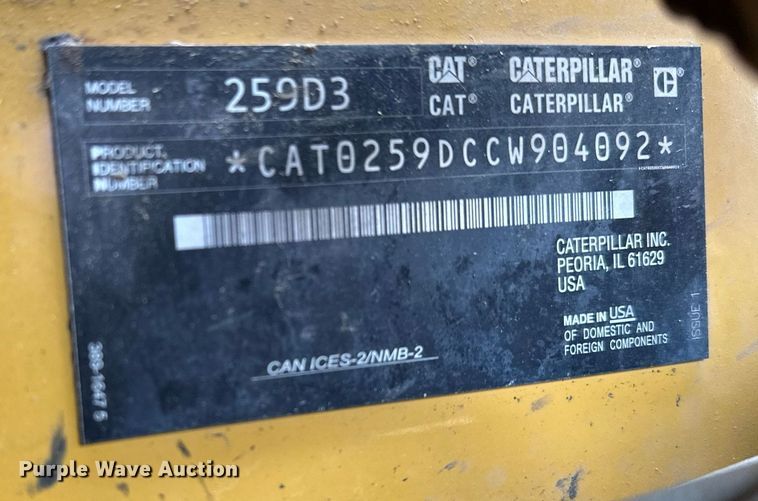 MODEL NUMBER 259D3
CAT® CATERPILLAR® C®
CAT® CATERPILLAR®
PRODUCT
IDENTIFICATION *CAT0259DCCW904092*
NUMBER
CATERPILLAR INC.
PEORIA, IL 61629
USA
MADE IN USA
OF DOMESTIC AND
FOREIGN COMPONENTS
ISSUE 1
CAN ICES-2/NMB-2
Purple Wave Auction